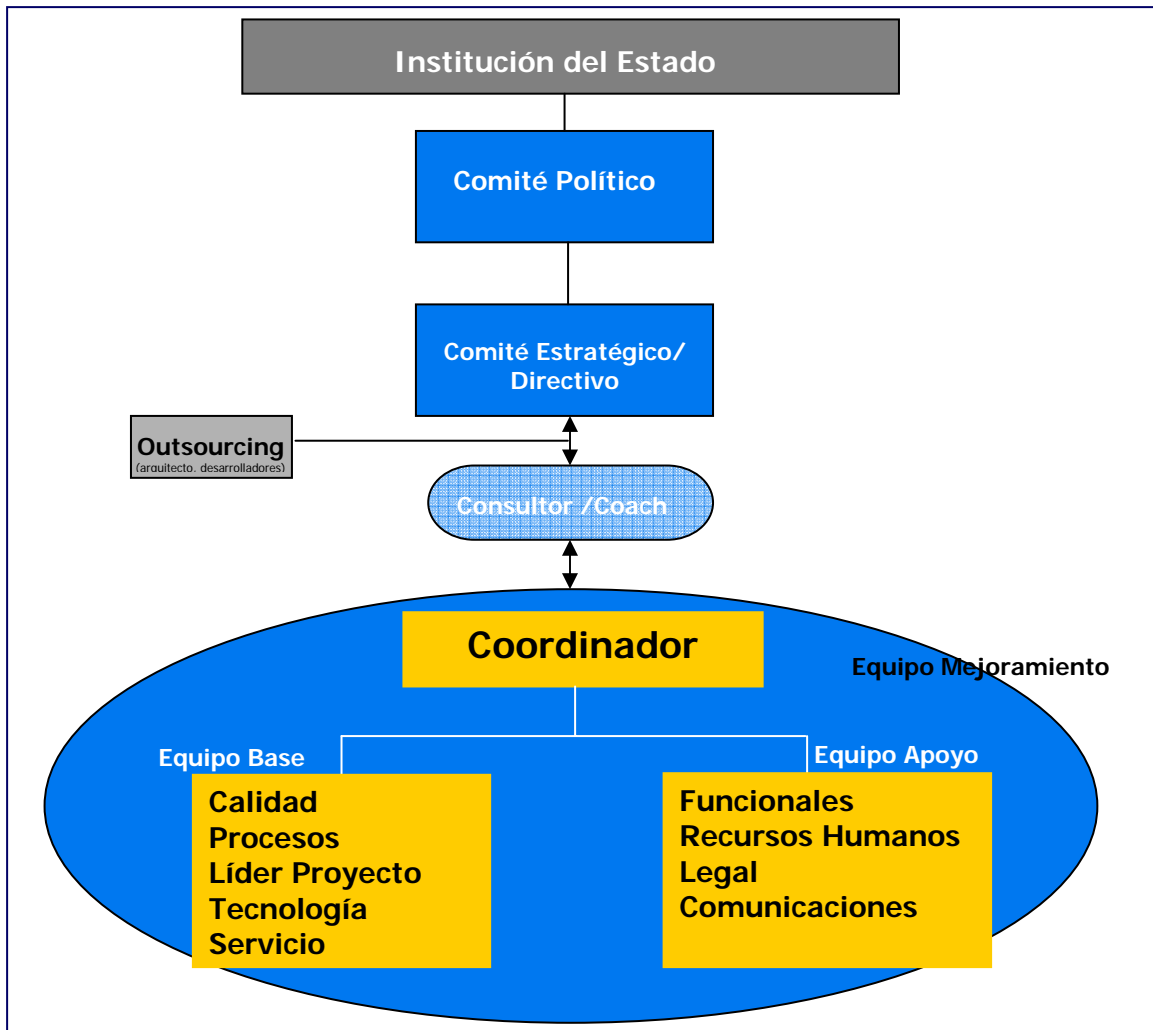 Institución del Estado
Comité Político
Comité Estratégico/
Directivo
Outsourcing
(arquitecto, desarrolladores)
Consultor /Coach
Coordinador
Equipo Mejoramiento
Equipo Base
Equipo Apoyo
Calidad
Procesos
Líder Proyecto
Tecnología
Servicio
Funcionales
Recursos Humanos
Legal
Comunicaciones